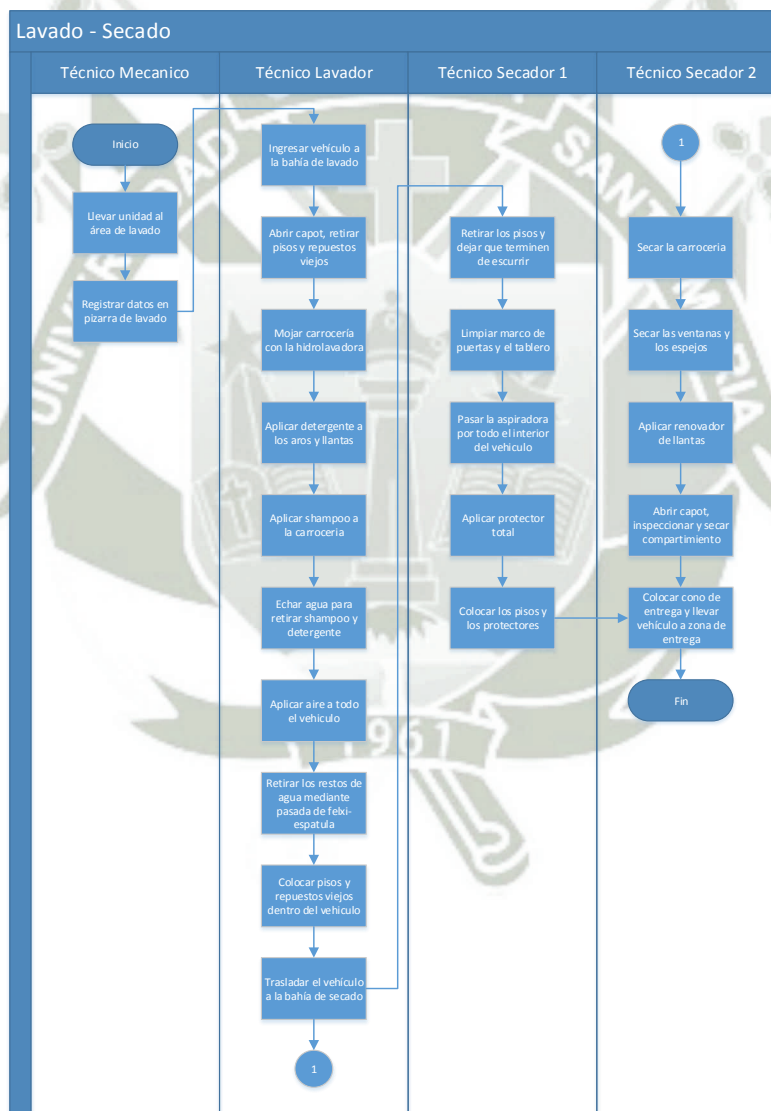 Lavado - Secado
Técnico Mecanico
Técnico Lavador
Técnico Secador 1
Técnico Secador 2
Inicio
Llevar unidad al
área de lavado
Registrar datos en
pizarra de lavado
Ingresar vehículo a
la bahía de lavado
Abrir capot, retirar
pisos y repuestos
viejos
Mojar carrocería
con la hidrolavadora
Aplicar detergente a
los aros y llantas
Aplicar shampoo a
la carroceria
Echar agua para
retirar shampoo y
detergente
Aplicar aire a todo
el vehiculo
Retirar los restos de
agua mediante
pasada de felxi-
espatula
Colocar pisos y
repuestos viejos
dentro del vehiculo
Trasladar el vehículo
a la bahía de secado
1
Retirar los pisos y
dejar que terminen
de escurrir
Limpiar marco de
puertas y el tablero
Pasar la aspiradora
por todo el interior
del vehiculo
Aplicar protector
total
Colocar los pisos y
los protectores
1
Secar la carroceria
Secar las ventanas y
los espejos
Aplicar renovador
de llantas
Abrir capot,
inspeccionar y secar
compartimiento
Colocar cono de
entrega y llevar
vehículo a zona de
entrega
Fin
1961